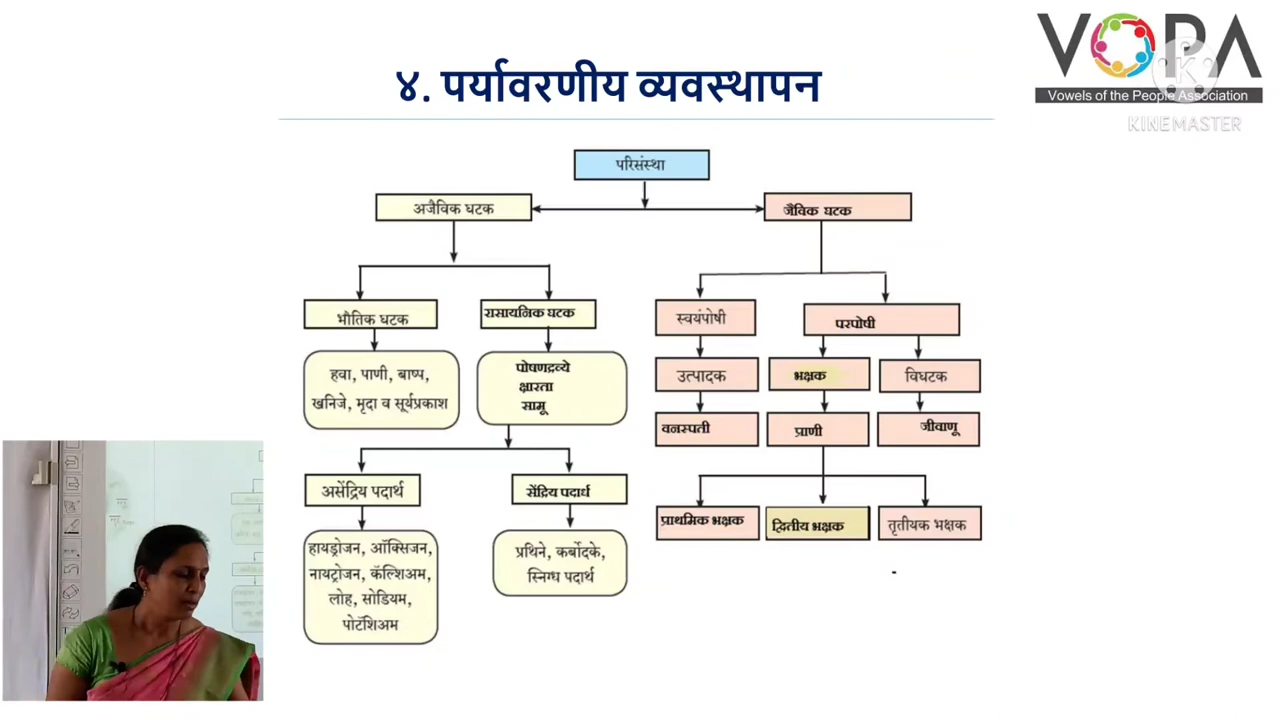 VOPA
Vowels of the People Association
KINEMASTER
४. पर्यावरणीय व्यवस्थापन
परिसंस्था
अजैविक घटक
जैविक घटक
भौतिक घटक
रासायनिक घटक
स्वयंपोषी
परपोषी
हवा, पाणी, बाष्प,
खनिजे, मृदा व सूर्यप्रकाश
पोषणद्रव्ये
क्षारता
सामू
उत्पादक
भक्षक
विघटक
वनस्पती
प्राणी
जीवाणू
असेंद्रिय पदार्थ
सेंद्रिय पदार्थ
प्राथमिक भक्षक
द्वितीय भक्षक
तृतीयक भक्षक
हायड्रोजन, ऑक्सिजन,
नायट्रोजन, कॅल्शिअम,
लोह, सोडियम,
पोटॅशिअम
प्रथिने, कर्बोदके,
स्निग्ध पदार्थ